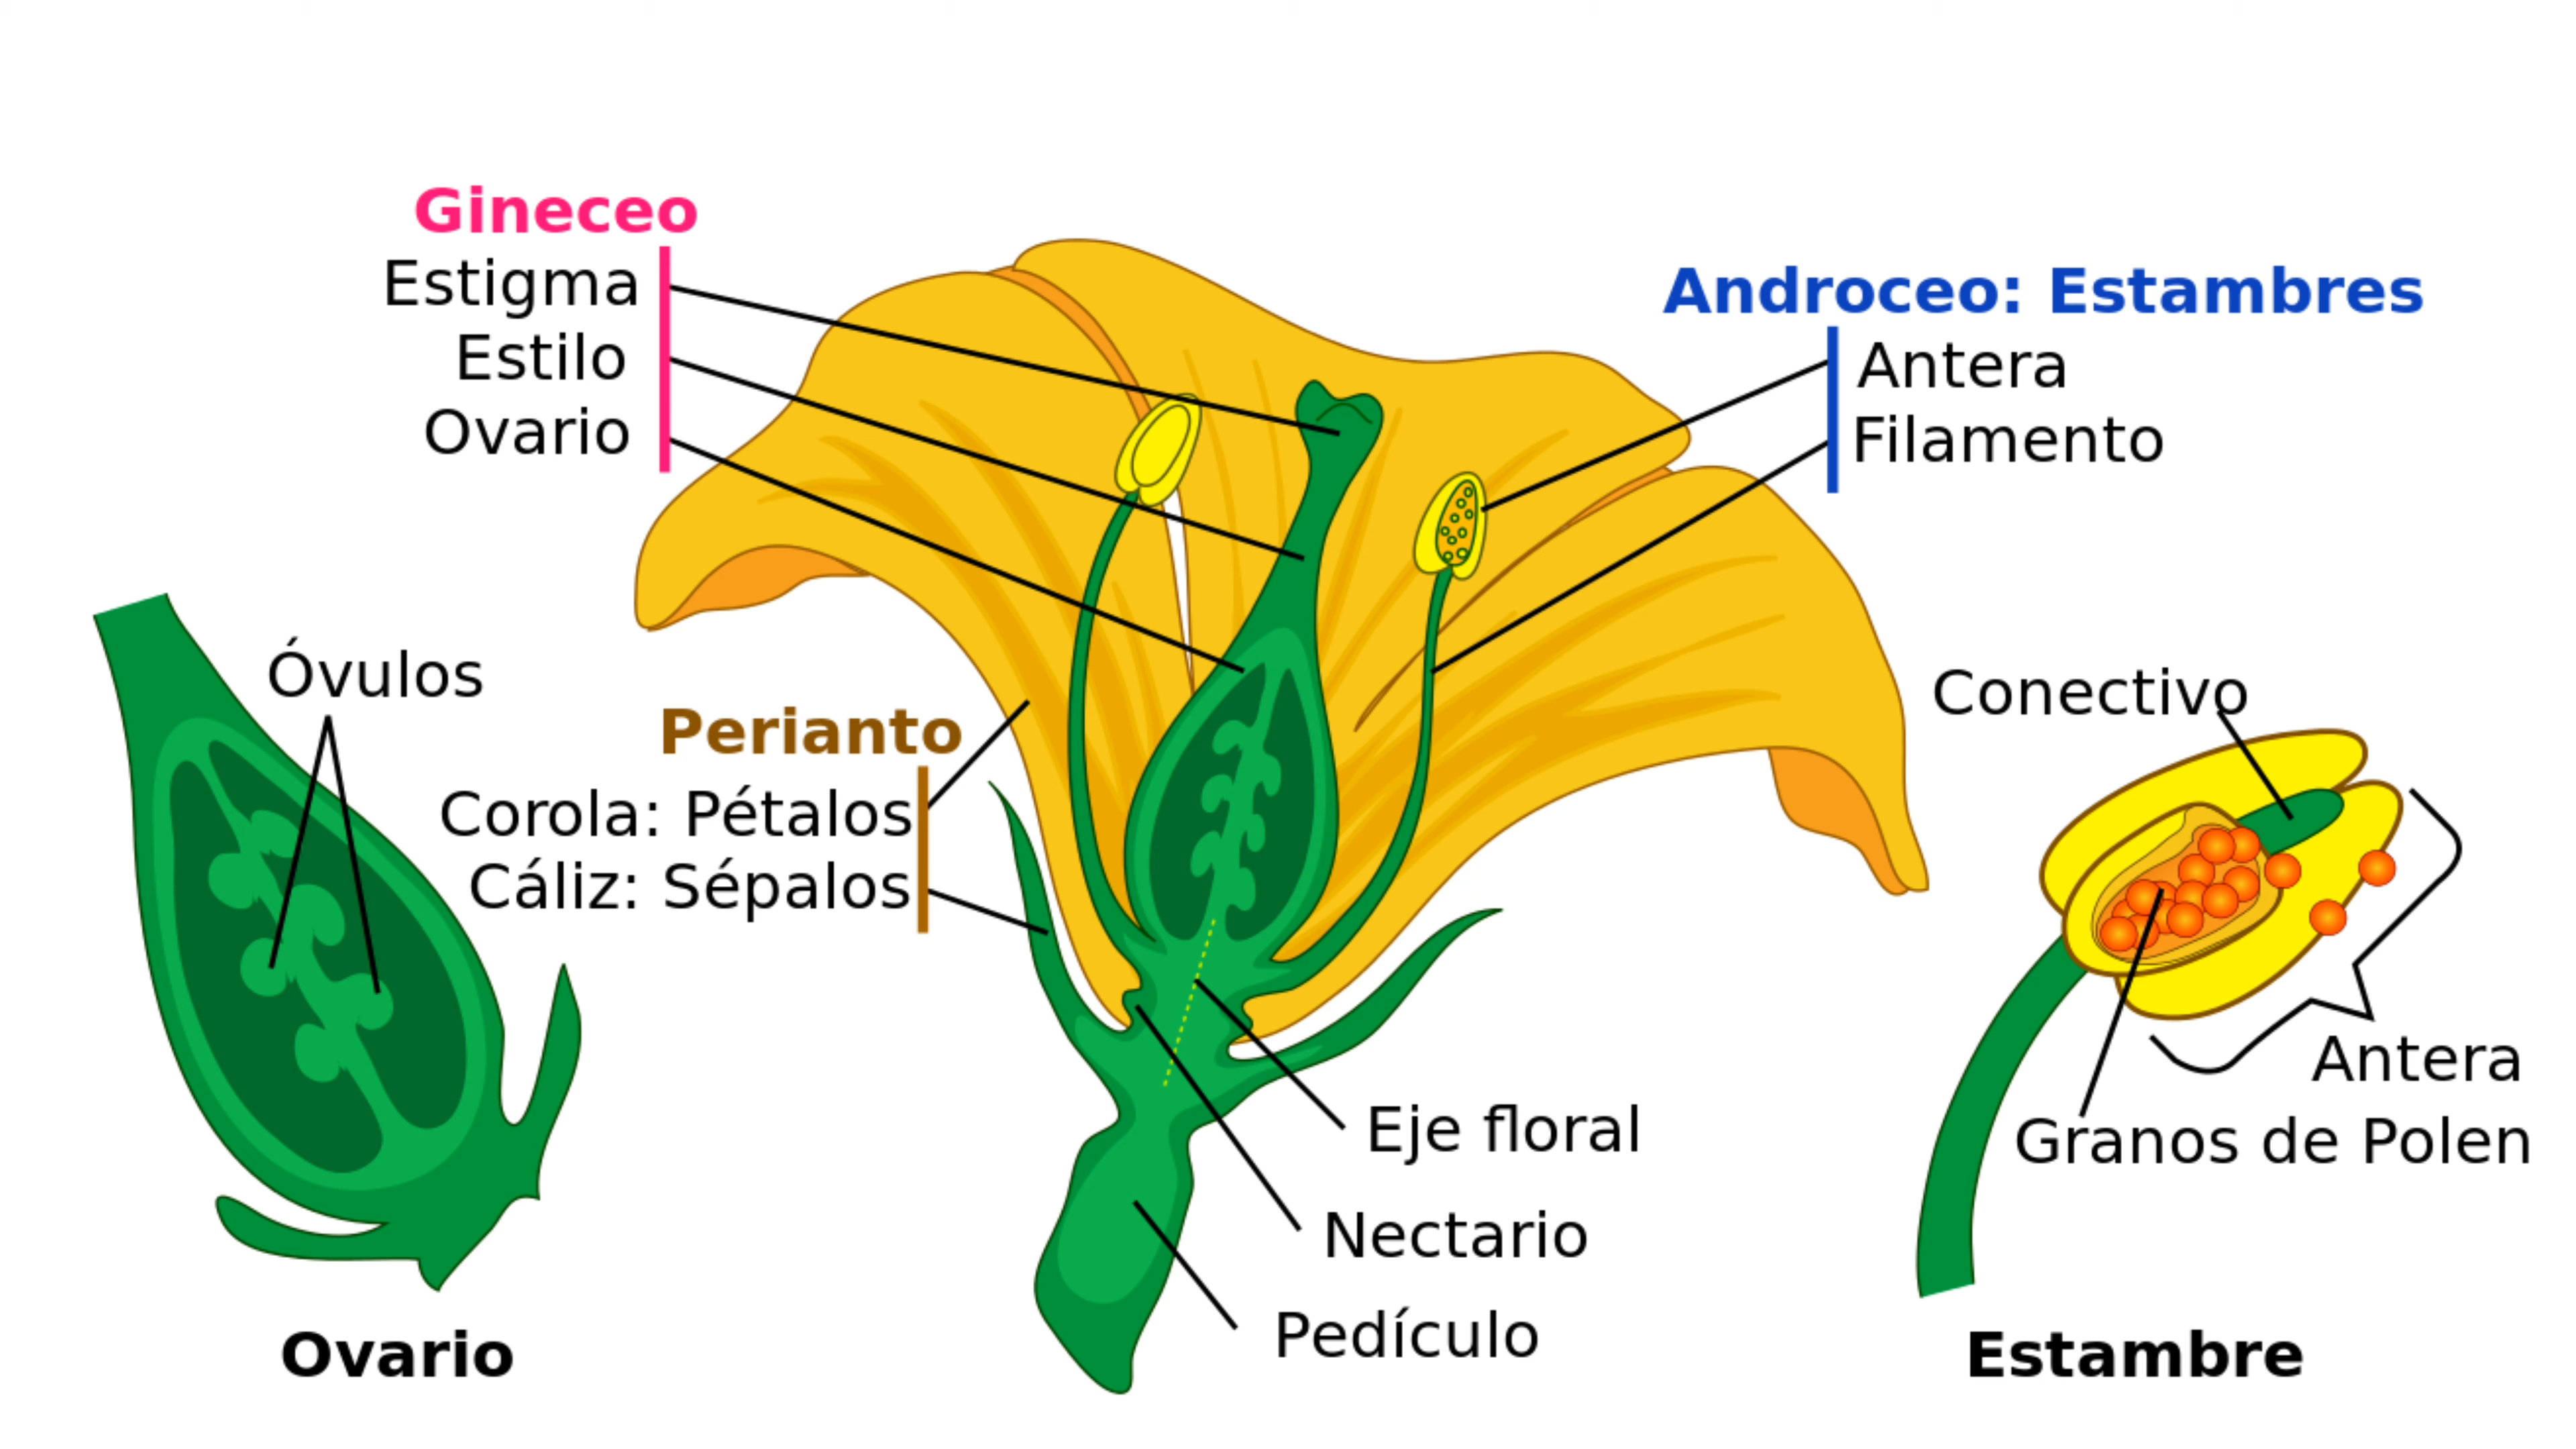 Gineceo
Estigma
Estilo
Ovario
Androceo: Estambres
Antera
Filamento
Óvulos
Perianto
Corola: Pétalos
Cáliz: Sépalos
Conectivo
Antera
Granos de Polen
Eje floral
Nectario
Pedículo
Ovario
Estambre